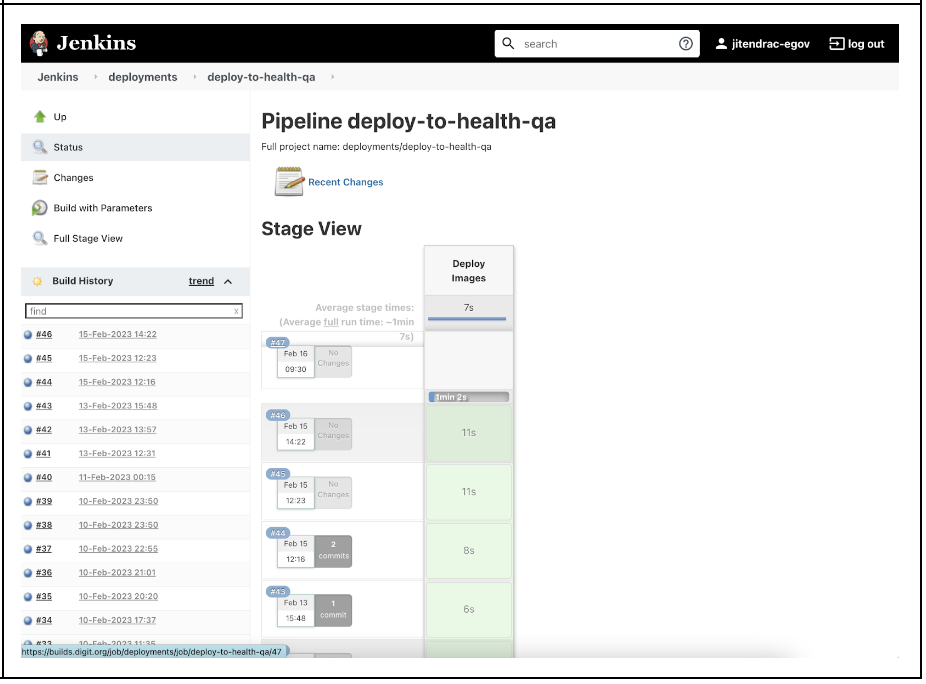 Jenkins
search
jitendrac-egov
log out
Jenkins
deployments
deploy-to-health-qa
Up
Status
Changes
Build with Parameters
Full Stage View
Build History
trend
find
x
#46 15-Feb-2023 14:22
#45 15-Feb-2023 12:23
#44 15-Feb-2023 12:16
#43 13-Feb-2023 15:48
#42 13-Feb-2023 13:57
#41 13-Feb-2023 12:31
#40 11-Feb-2023 00:15
#39 10-Feb-2023 23:50
#38 10-Feb-2023 23:50
#37 10-Feb-2023 22:55
#36 10-Feb-2023 21:01
#35 10-Feb-2023 20:20
#34 10-Feb-2023 17:37
#33 10-Feb-2023 11:35
https://builds.digit.org/job/deployments/job/deploy-to-health-qa/47
Pipeline deploy-to-health-qa
Full project name: deployments/deploy-to-health-qa
Recent Changes
Stage View
Deploy
Images
Average stage times:
(Average full run time: ~1min
7s)
7s
#47
Feb 16
09:30
No
Changes
1min 2s
#46
Feb 15
14:22
No
Changes
11s
#45
Feb 15
12:23
No
Changes
11s
#44
Feb 15
12:16
2
commits
8s
#43
Feb 13
15:48
1
commit
6s